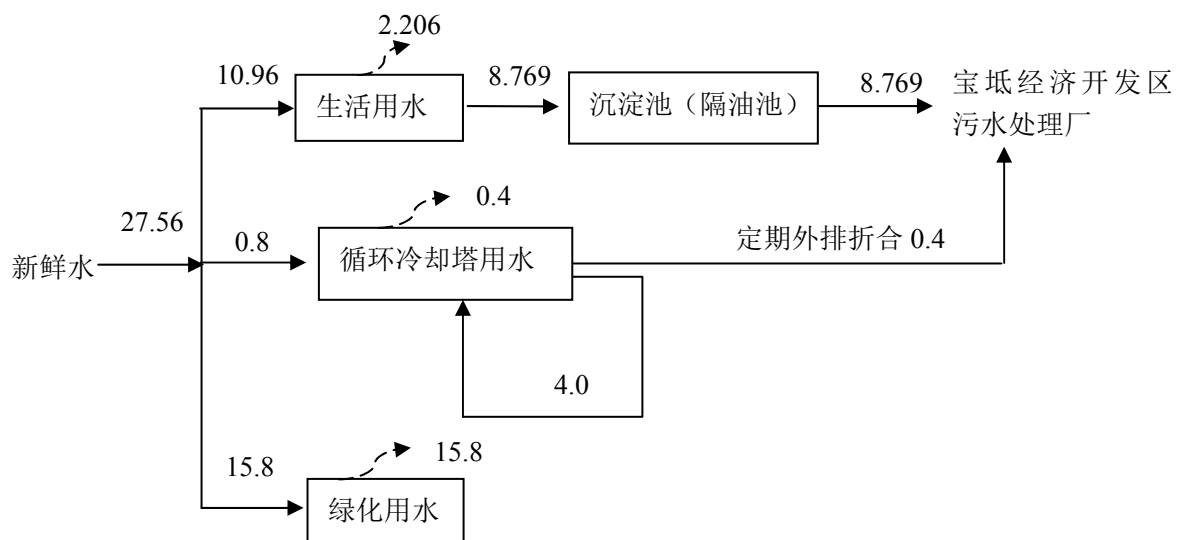 2.206
10.96
8.769
8.769
生活用水
沉淀池（隔油池）
宝坻经济开发区
污水处理厂
27.56
0.4
0.8
定期外排折合 0.4
新鲜水
循环冷却塔用水
4.0
15.8
15.8
绿化用水